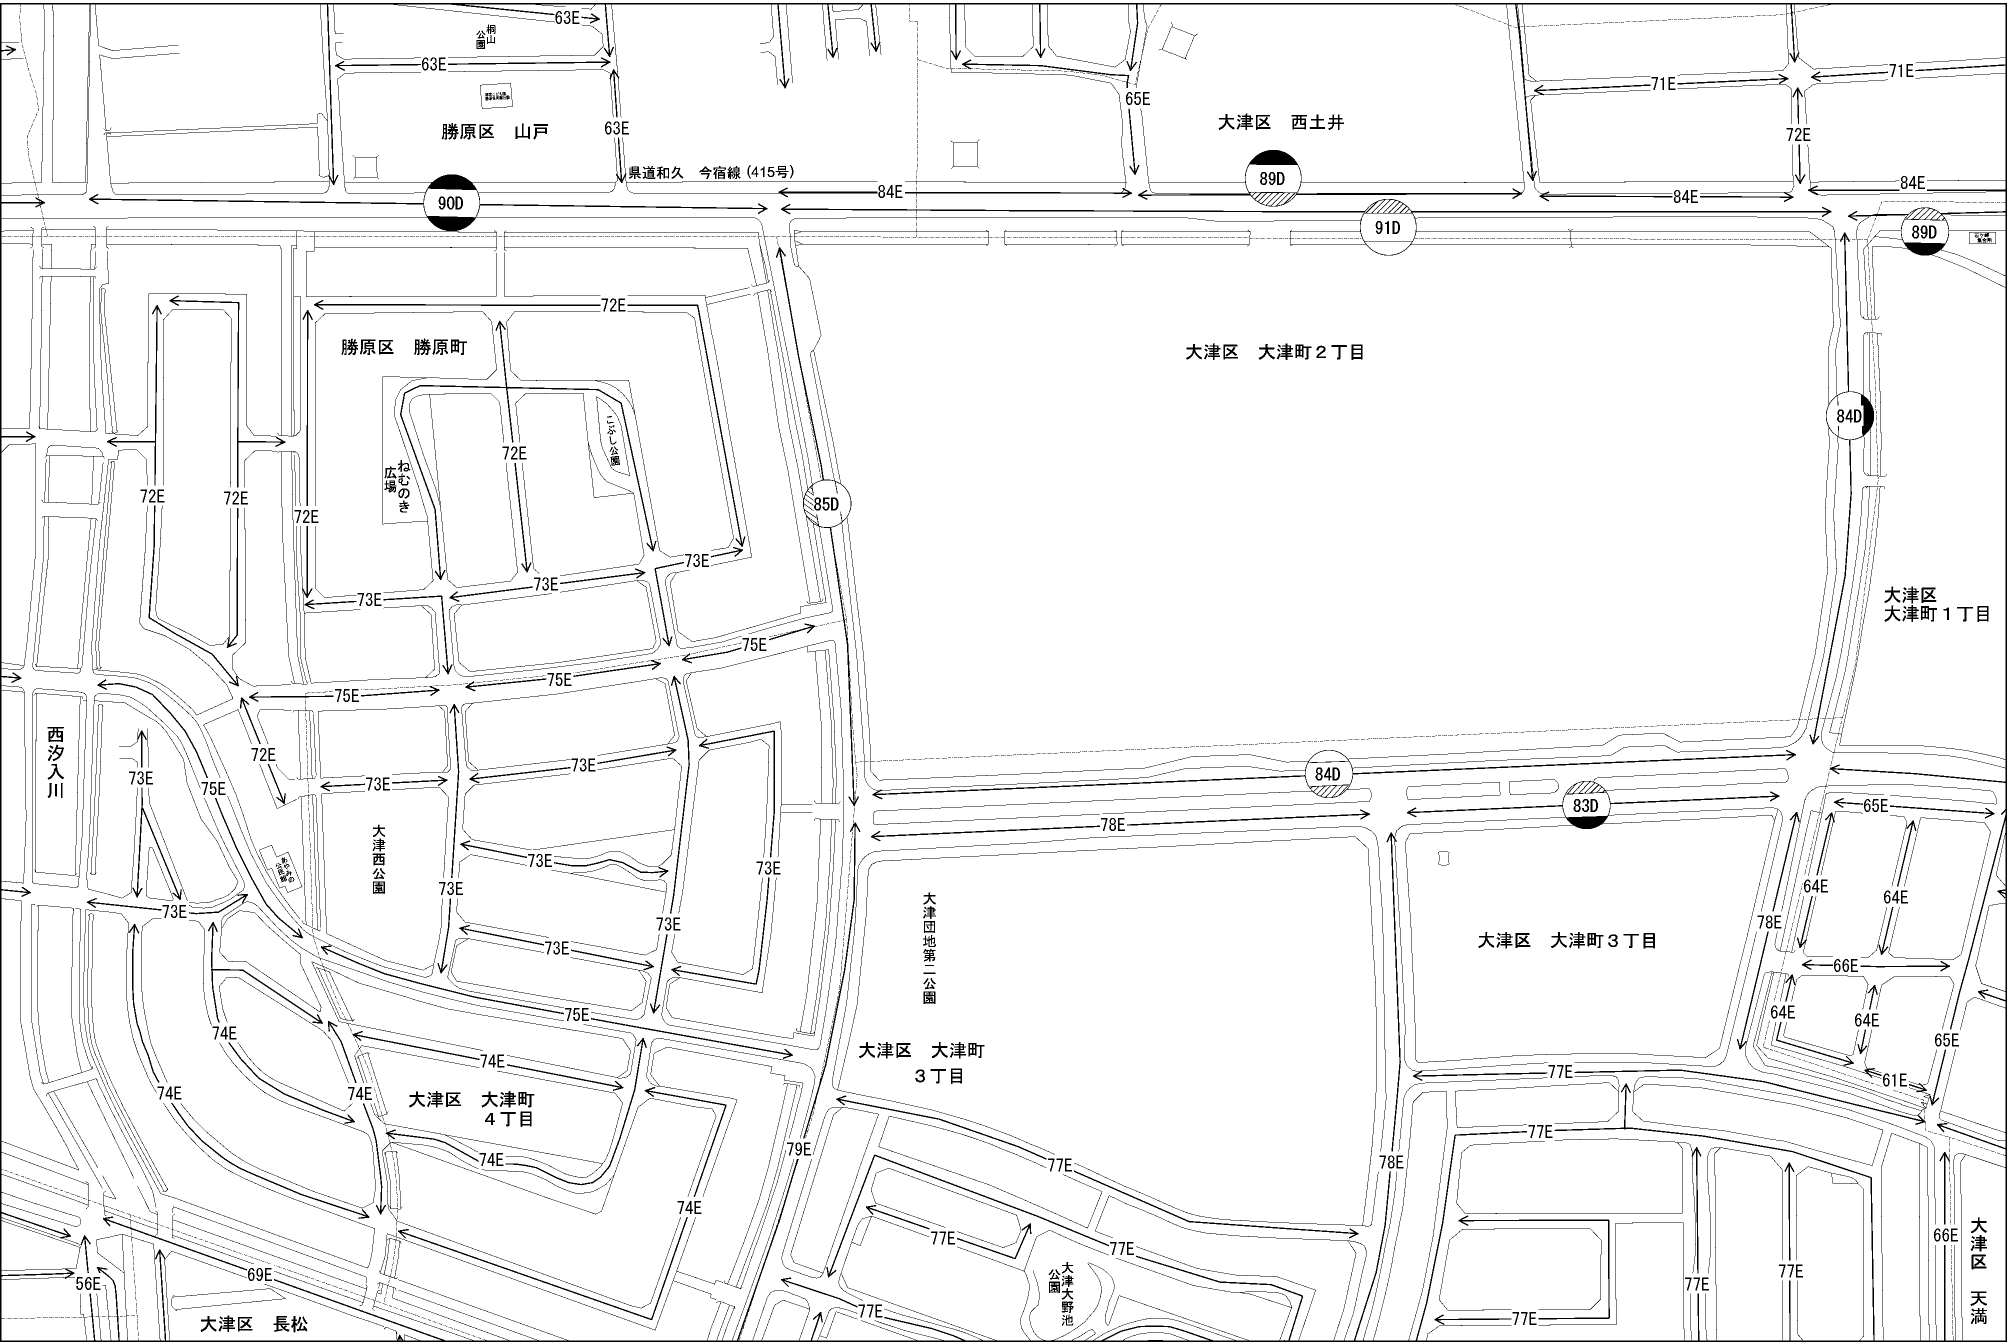 63E
桐山
公園
63E
63E
65E
71E
71E
72E
勝原区　山戸
大津区　西土井
県道和久　今宿線（415号）
90D
84E
89D
84E
84E
91D
89D
72E
勝原区　勝原町
大津区　大津町２丁目
ねむのき
広場
こぶし公園
72E
84D
72E
72E
72E
85D
73E
73E
73E
大津区
大津町１丁目
75E
75E
75E
西汐入川
72E
73E
75E
73E
73E
84D
83D
65E
78E
大津西公園
あやみの
公民館
73E
73E
73E
73E
73E
73E
73E
大津団地第二公園
大津区　大津町３丁目
78E
64E
64E
66E
64E
64E
65E
61E
75E
74E
74E
74E
74E
大津区　大津町
３丁目
大津区　大津町
４丁目
74E
74E
79E
77E
77E
77E
78E
77E
77E
大津大野池
公園
77E
77E
77E
77E
66E
大津区　天満
69E
56E
大津区　長松